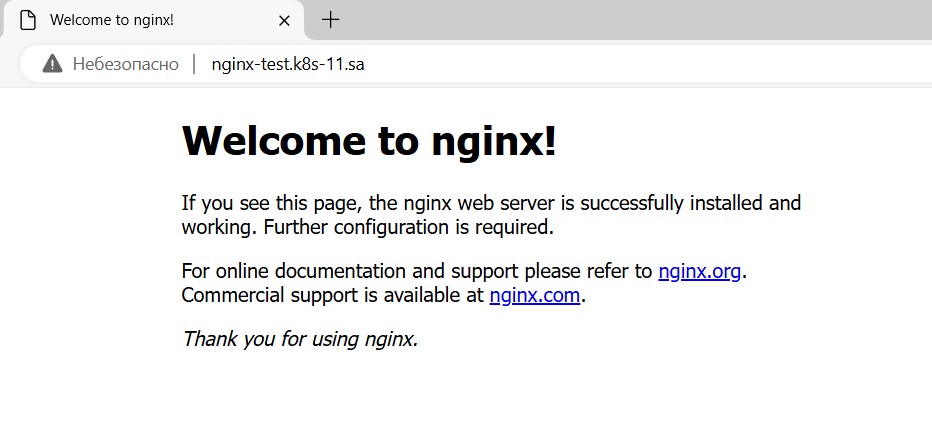 Welcome to nginx!
Небезопасно nginx-test.k8s-11.sa
Welcome to nginx!
If you see this page, the nginx web server is successfully installed and
working. Further configuration is required.
For online documentation and support please refer to nginx.org.
Commercial support is available at nginx.com.
Thank you for using nginx.